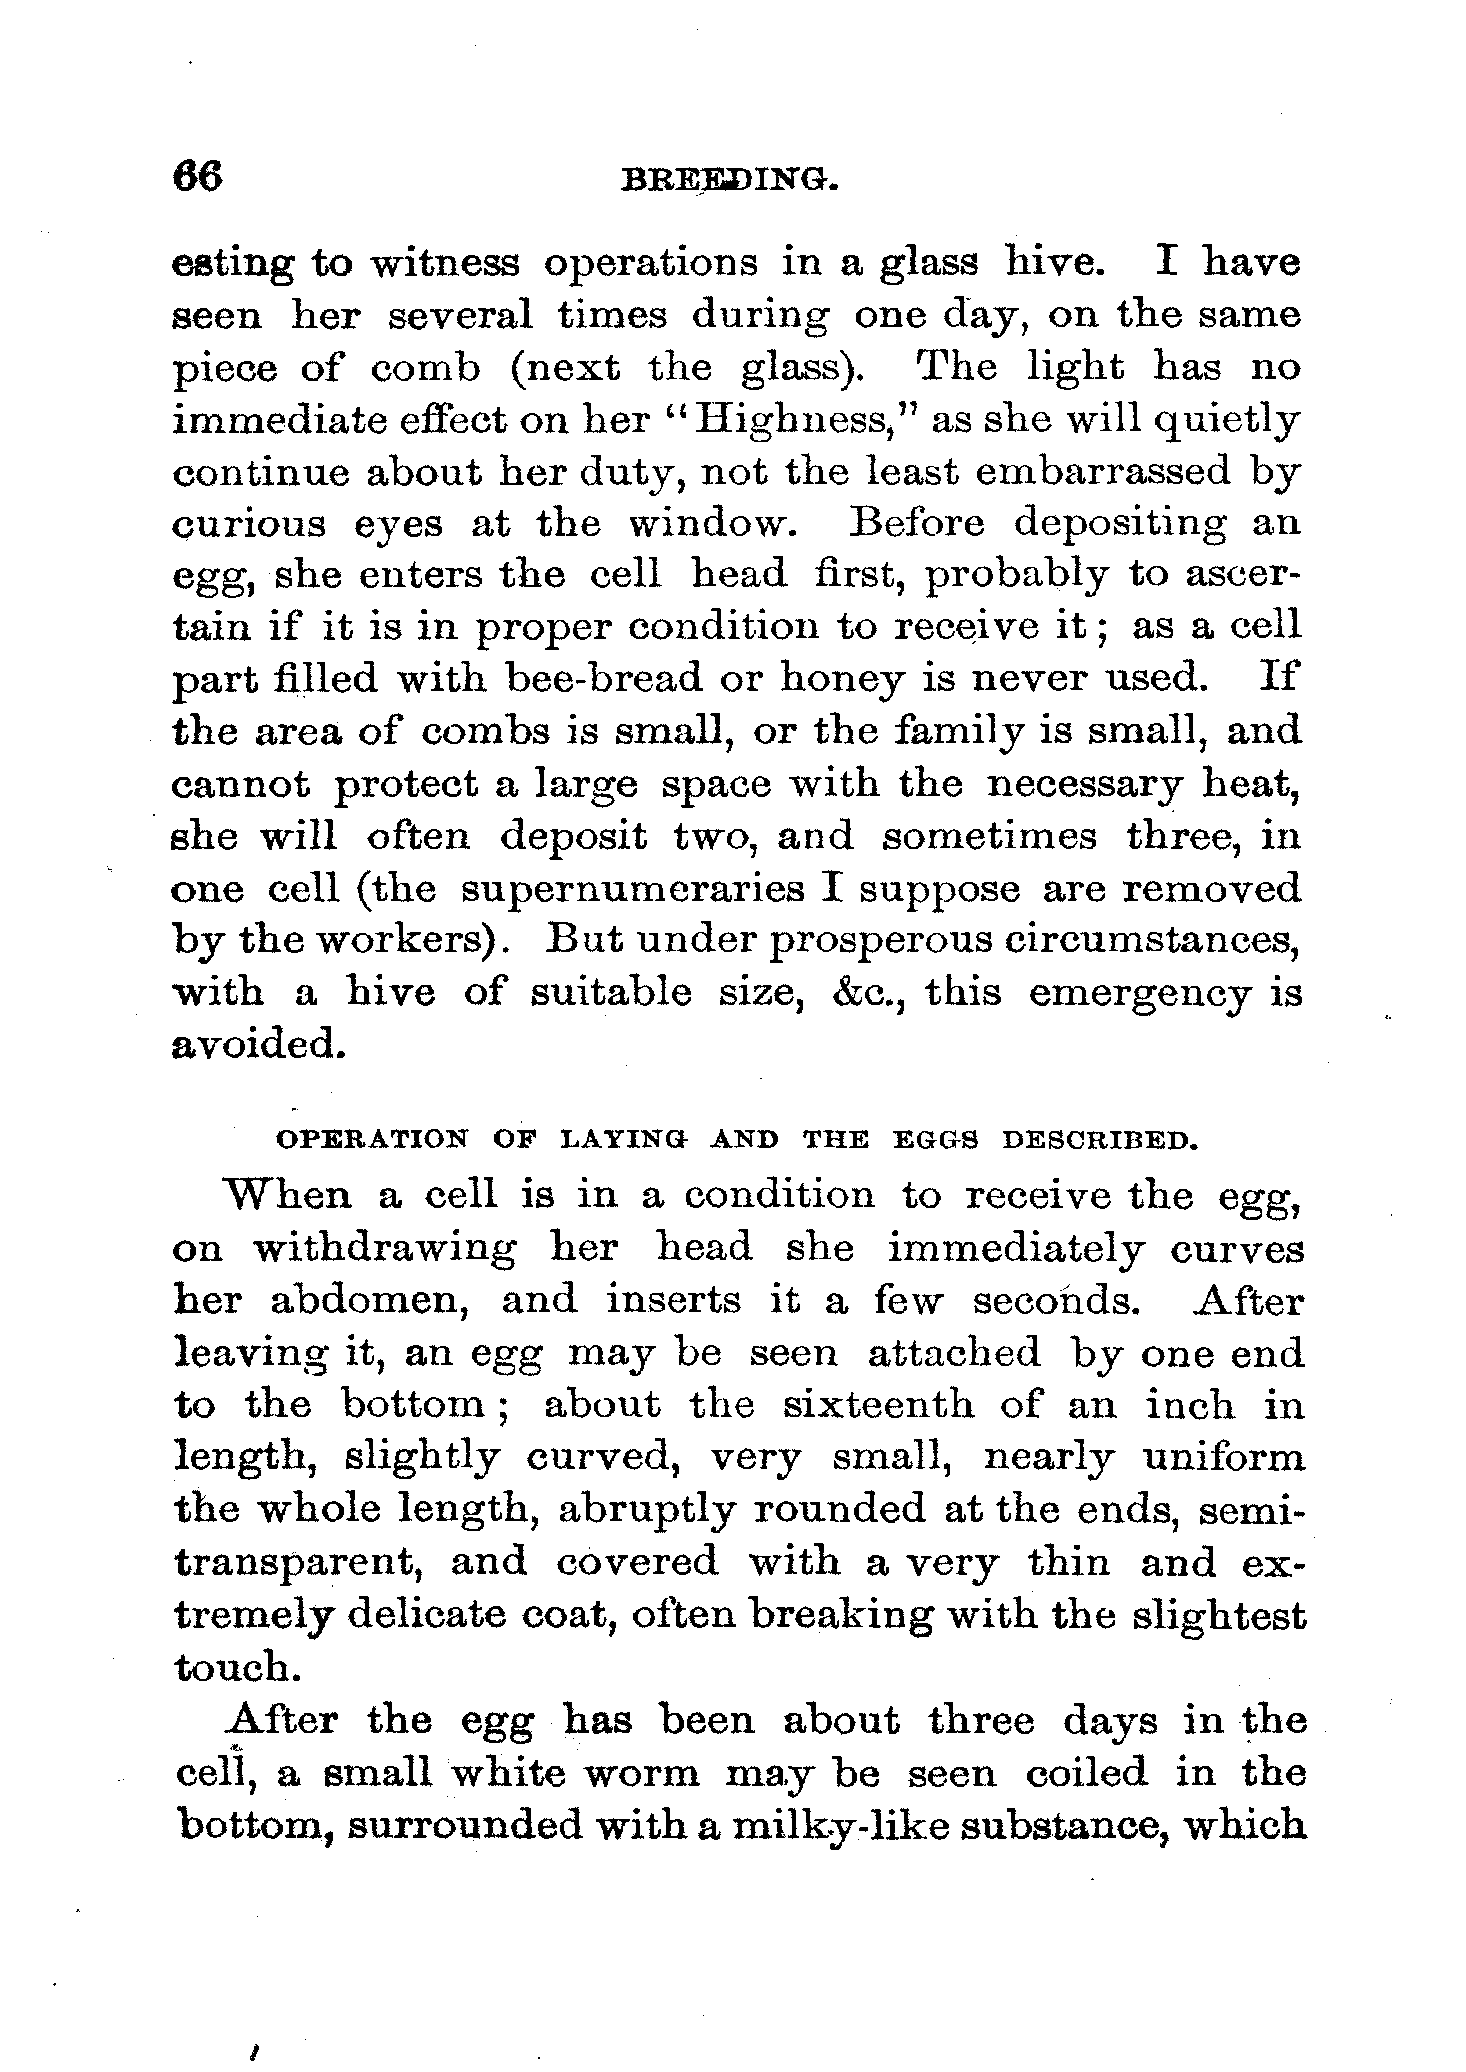 66 BREEDING.
esting to witness operations in a glass hive. I have
seen her several times during one day, on the same
piece of comb (next the glass). The light has no
immediate effect on her "Highness," as she will quietly
continue about her duty, not the least embarrassed by
curious eyes at the window. Before depositing an
egg, she enters the cell head first, probably to ascer-
tain if it is in proper condition to receive it; as a cell
part filled with bee-bread or honey is never used. If
the area of combs is small, or the family is small, and
cannot protect a large space with the necessary heat,
she will often deposit two, and sometimes three, in
one cell (the supernumeraries I suppose are removed
by the workers). But under prosperous circumstances,
with a hive of suitable size, &c., this emergency is
avoided.
OPERATION OF LAYING AND THE EGGS DESCRIBED.
When a cell is in a condition to receive the egg,
on withdrawing her head she immediately curves
her abdomen, and inserts it a few seconds. After
leaving it, an egg may be seen attached by one end
to the bottom; about the sixteenth of an inch in
length, slightly curved, very small, nearly uniform
the whole length, abruptly rounded at the ends, semi-
transparent, and covered with a very thin and ex-
tremely delicate coat, often breaking with the slightest
touch.
After the egg has been about three days in the
cell, a small white worm may be seen coiled in the
bottom, surrounded with a milky-like substance, which